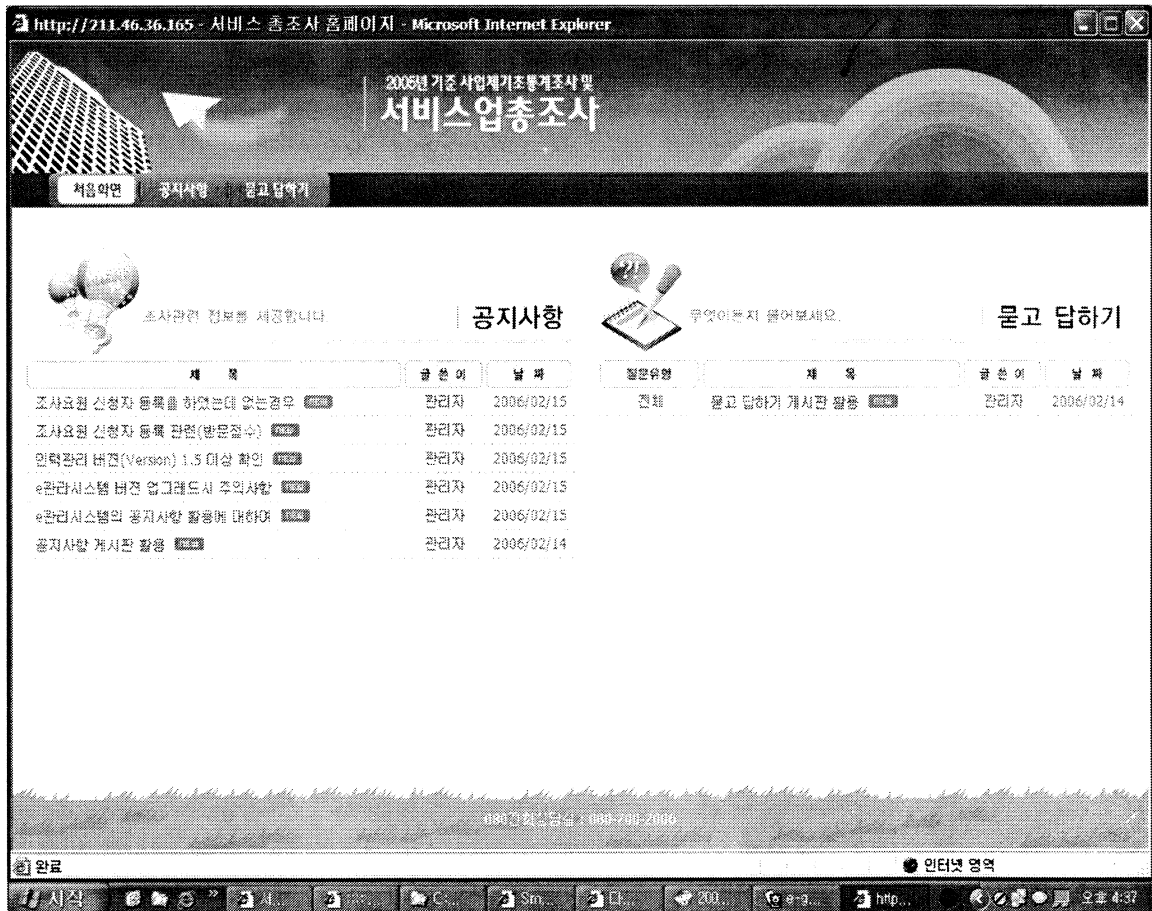 http://211.46.36.165 - 서비스 총조사 홈페이지 - Microsoft Internet Explorer
2005년 기준 사업체기초통계조사 및
서비스업총조사
처음화면 공지사항 묻고 답하기
조사관련 정보를 제공합니다
공지사항
제 목 글쓴이 날짜
조사요원 신청자 등록을 하였는데 없는경우 new 관리자 2006/02/15
조사요원 신청자 등록 관련(방문접수) new 관리자 2006/02/15
인력관리 버전(Version) 1.5 이상 확인 new 관리자 2006/02/15
e관리시스템 버전 업그레드시 주의사항 new 관리자 2006/02/15
e관리시스템의 공지사항 활용에 대하여 new 관리자 2006/02/15
공지사항 게시판 활용 new 관리자 2006/02/14
무엇이든지 물어보세요.
묻고 답하기
질문유형 제 목 글쓴이 날짜
전체 묻고 답하기 게시판 활용 new 관리자 2006/02/14
완료 인터넷 영역
시작 Sm... 200... e-g... http... 오후 4:37